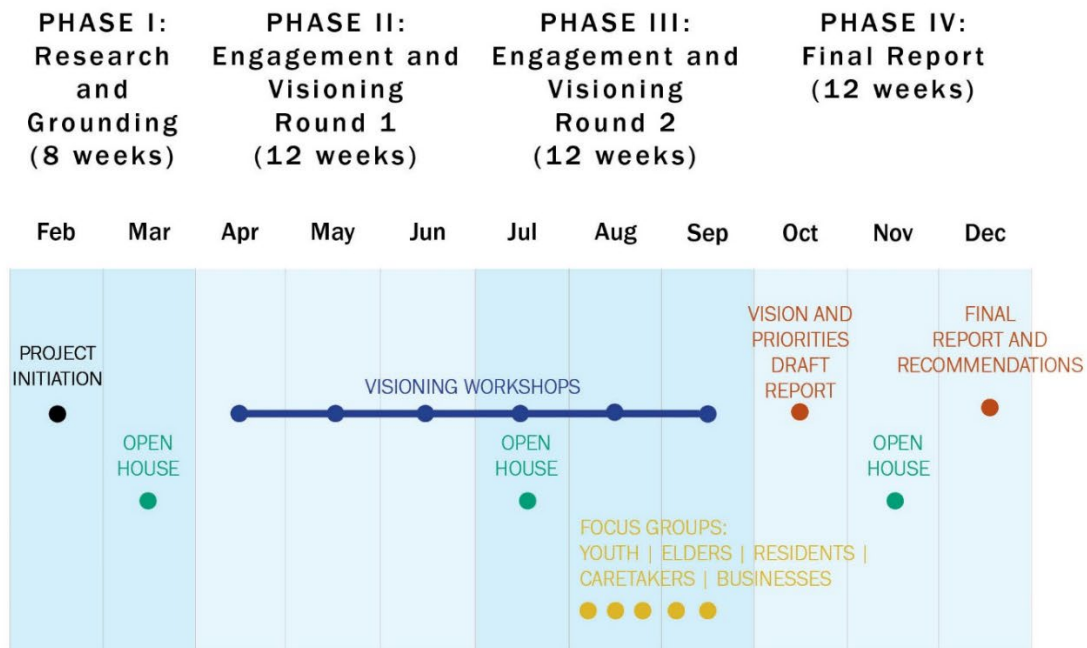 PHASE I:
Research
and
Grounding
(8 weeks)
PHASE II:
Engagement and
Visioning
Round 1
(12 weeks)
PHASE III:
Engagement and
Visioning
Round 2
(12 weeks)
PHASE IV:
Final Report
(12 weeks)
Feb Mar Apr May Jun Jul Aug Sep Oct Nov Dec
PROJECT
INITIATION
OPEN
HOUSE
VISIONING WORKSHOPS
OPEN
HOUSE
FOCUS GROUPS:
YOUTH | ELDERS | RESIDENTS |
CARETAKERS | BUSINESSES
VISION AND
PRIORITIES
DRAFT
REPORT
OPEN
HOUSE
FINAL
REPORT AND
RECOMMENDATIONS